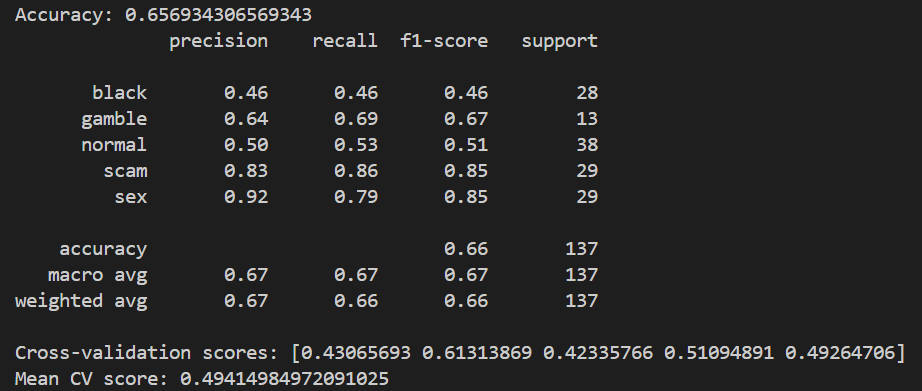 Accuracy: 0.656934306569343
precision recall f1-score support
black 0.46 0.46 0.46 28
gamble 0.64 0.69 0.67 13
normal 0.50 0.53 0.51 38
scam 0.83 0.86 0.85 29
sex 0.92 0.79 0.85 29
accuracy 0.66 137
macro avg 0.67 0.67 0.67 137
weighted avg 0.67 0.66 0.66 137
Cross-validation scores: [0.43065693 0.61313869 0.42335766 0.51094891 0.49264706]
Mean CV score: 0.49414984972091025